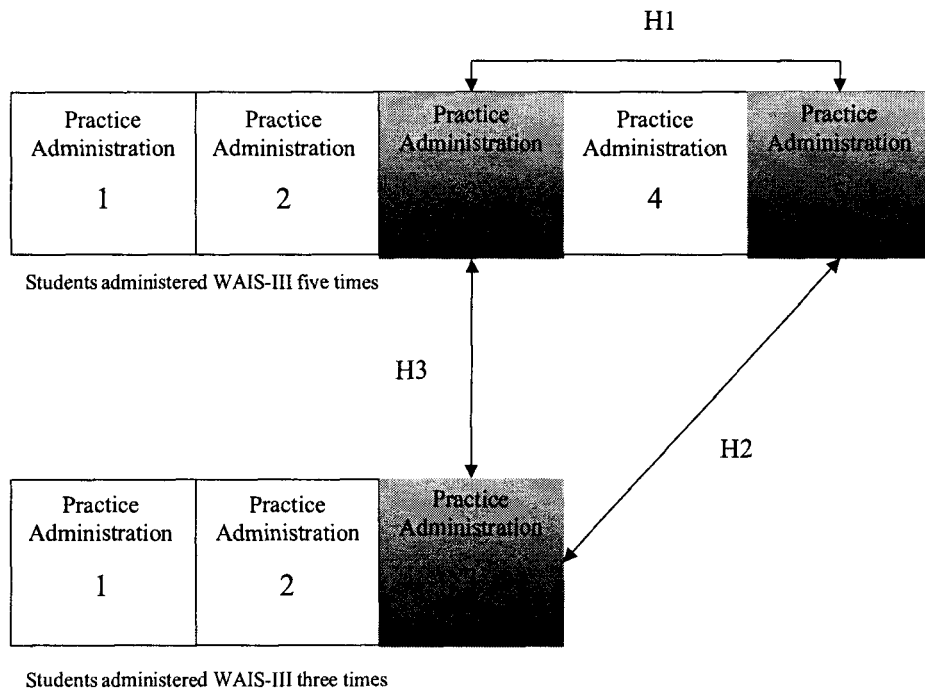 H1
Practice
Administration
1
Practice
Administration
2
Practice
Administration
Practice
Administration
4
Practice
Administration
Students administered WAIS-III five times
H3
H2
Practice
Administration
1
Practice
Administration
2
Practice
Administration
Students administered WAIS-III three times